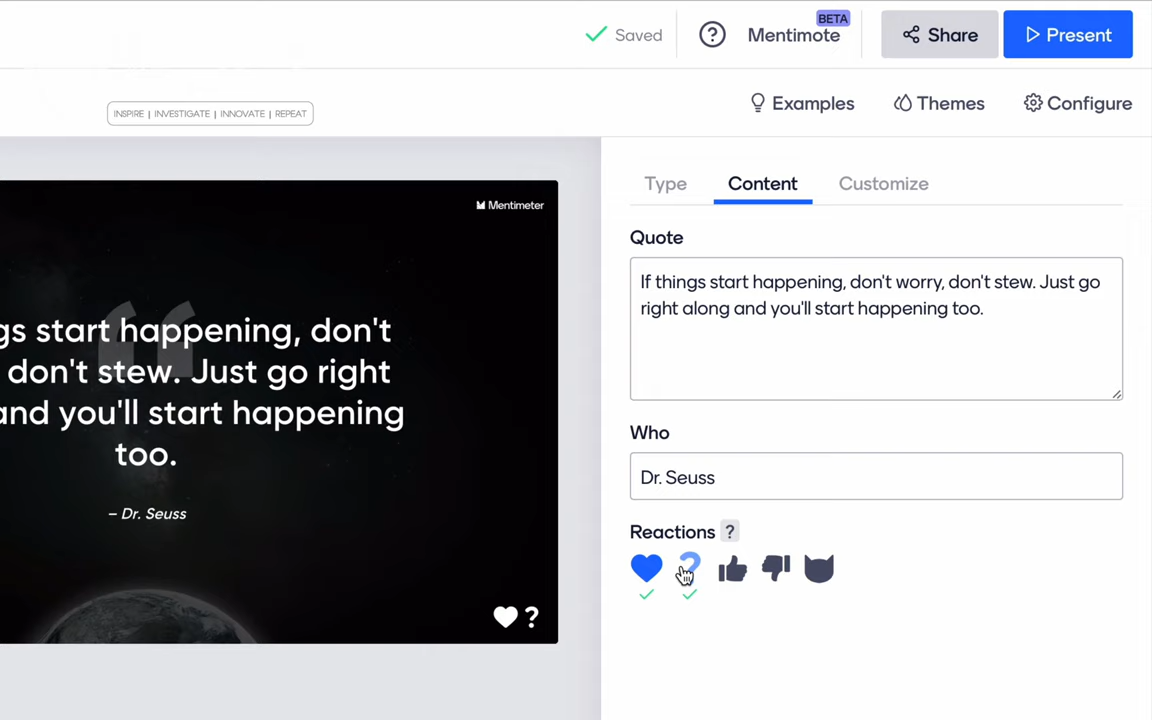 BETA
Saved
Mentimote
Share
Present
INSPIRE | INVESTIGATE | INNOVATE | REPEAT
Examples
Themes
Configure
Type
Content
Customize
Mentimeter
gs start happening, don't
don't stew. Just go right
and you'll start happening
too.
– Dr. Seuss
?
Quote
If things start happening, don't worry, don't stew. Just go
right along and you'll start happening too.
Who
Dr. Seuss
Reactions ?